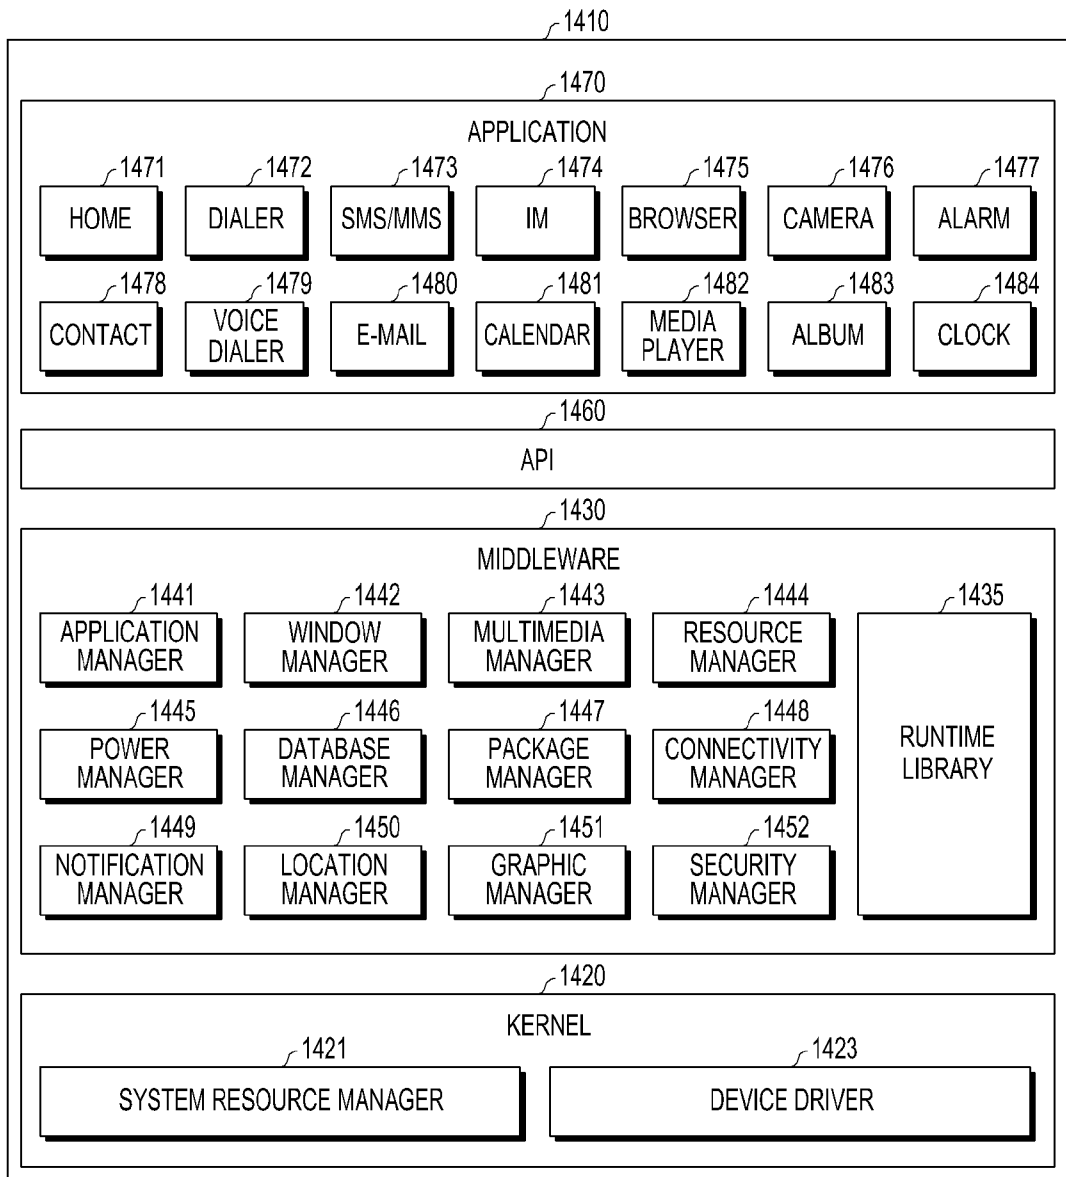 1410
1470
APPLICATION
1471 1472 1473 1474 1475 1476 1477
HOME DIALER SMS/MMS IM BROWSER CAMERA ALARM
1478 1479 1480 1481 1482 1483 1484
CONTACT VOICE DIALER E-MAIL CALENDAR MEDIA PLAYER ALBUM CLOCK
1460
API
1430
MIDDLEWARE
1441 1442 1443 1444 1435
APPLICATION MANAGER WINDOW MANAGER MULTIMEDIA MANAGER RESOURCE MANAGER
1445 1446 1447 1448
POWER MANAGER DATABASE MANAGER PACKAGE MANAGER CONNECTIVITY MANAGER RUNTIME LIBRARY
1449 1450 1451 1452
NOTIFICATION MANAGER LOCATION MANAGER GRAPHIC MANAGER SECURITY MANAGER
1420
KERNEL
1421 1423
SYSTEM RESOURCE MANAGER DEVICE DRIVER